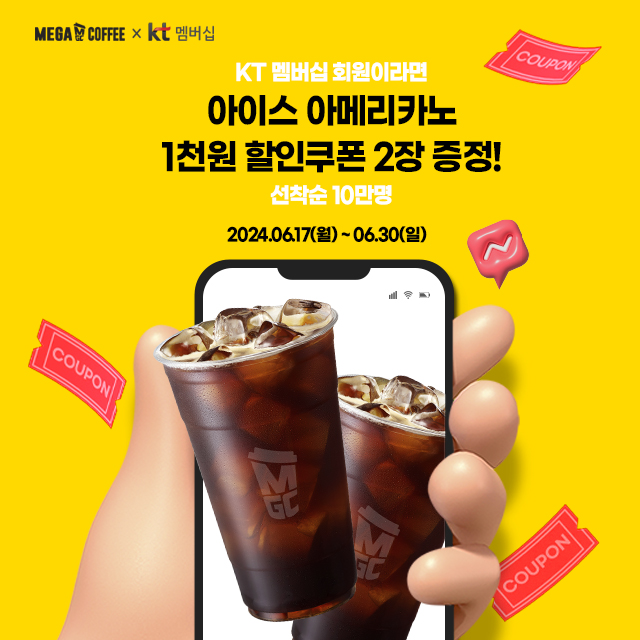 MEGA COFFEE × kt 멤버십
KT 멤버십 회원이라면
아이스 아메리카노
1천원 할인쿠폰 2장 증정!
선착순 10만명
2024.06.17(월) ~ 06.30(일)
COUPON
COUPON
COUPON
MGC
MGC